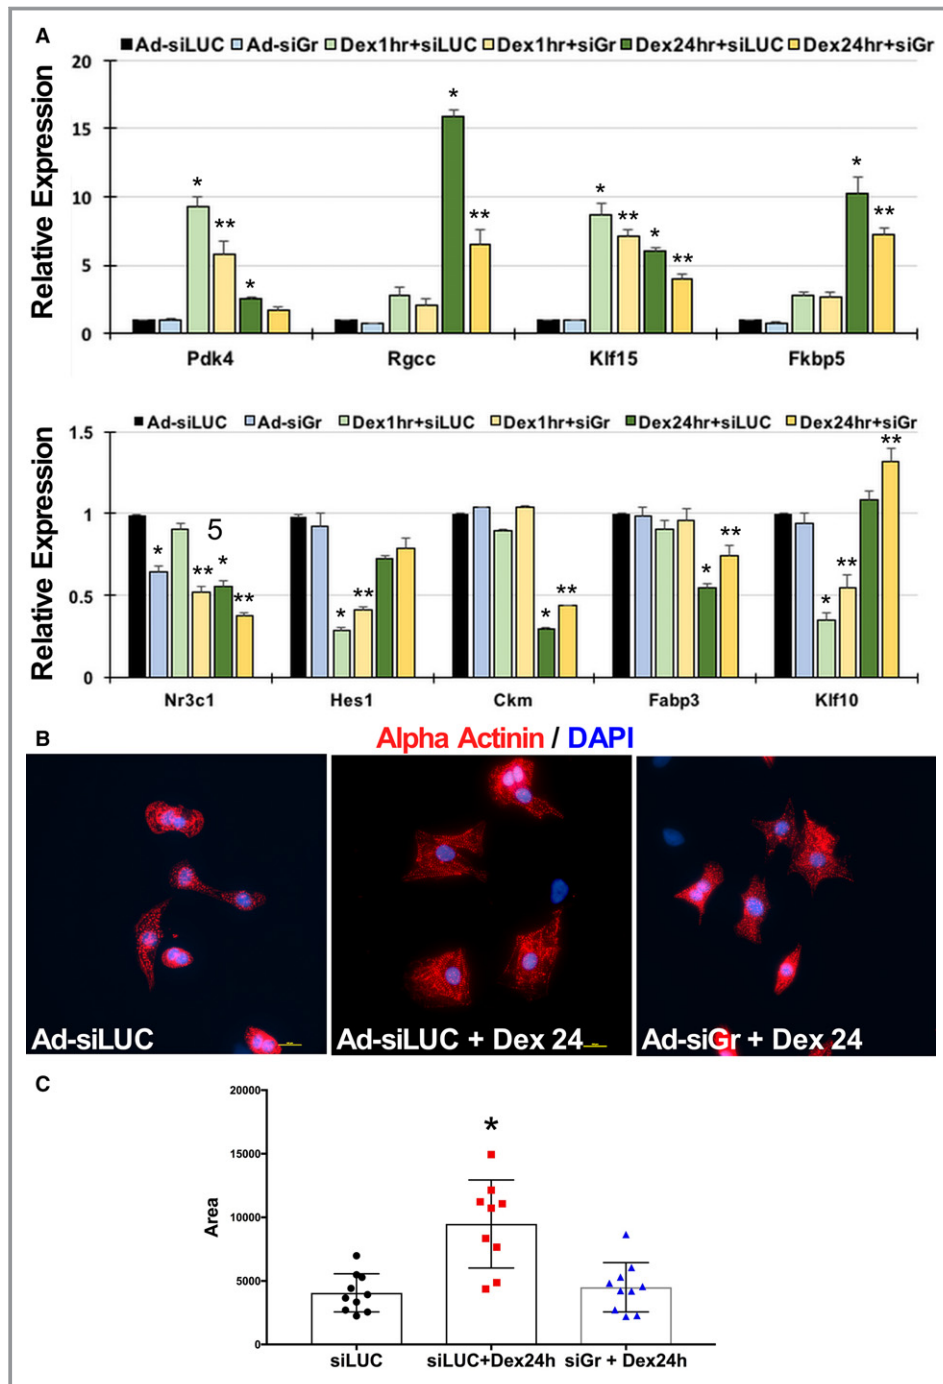 A
Ad-siLUC Ad-siGr Dex1hr+siLUC Dex1hr+siGr Dex24hr+siLUC Dex24hr+siGr
Relative Expression
20
15
10
5
0
* ** * * ** * ** * ** * **
Pdk4 Rgcc Klf15 Fkbp5
Ad-siLUC Ad-siGr Dex1hr+siLUC Dex1hr+siGr Dex24hr+siLUC Dex24hr+siGr
Relative Expression
1.5
1
0.5
0
5
* ** * ** * ** * ** * ** * ** **
Nr3c1 Hes1 Ckm Fabp3 Klf10
B
Alpha Actinin / DAPI
Ad-siLUC
Ad-siLUC + Dex 24
Ad-siGr + Dex 24
C
Area
20000
15000
10000
5000
0
*
siLUC siLUC+Dex24h siGr + Dex24h